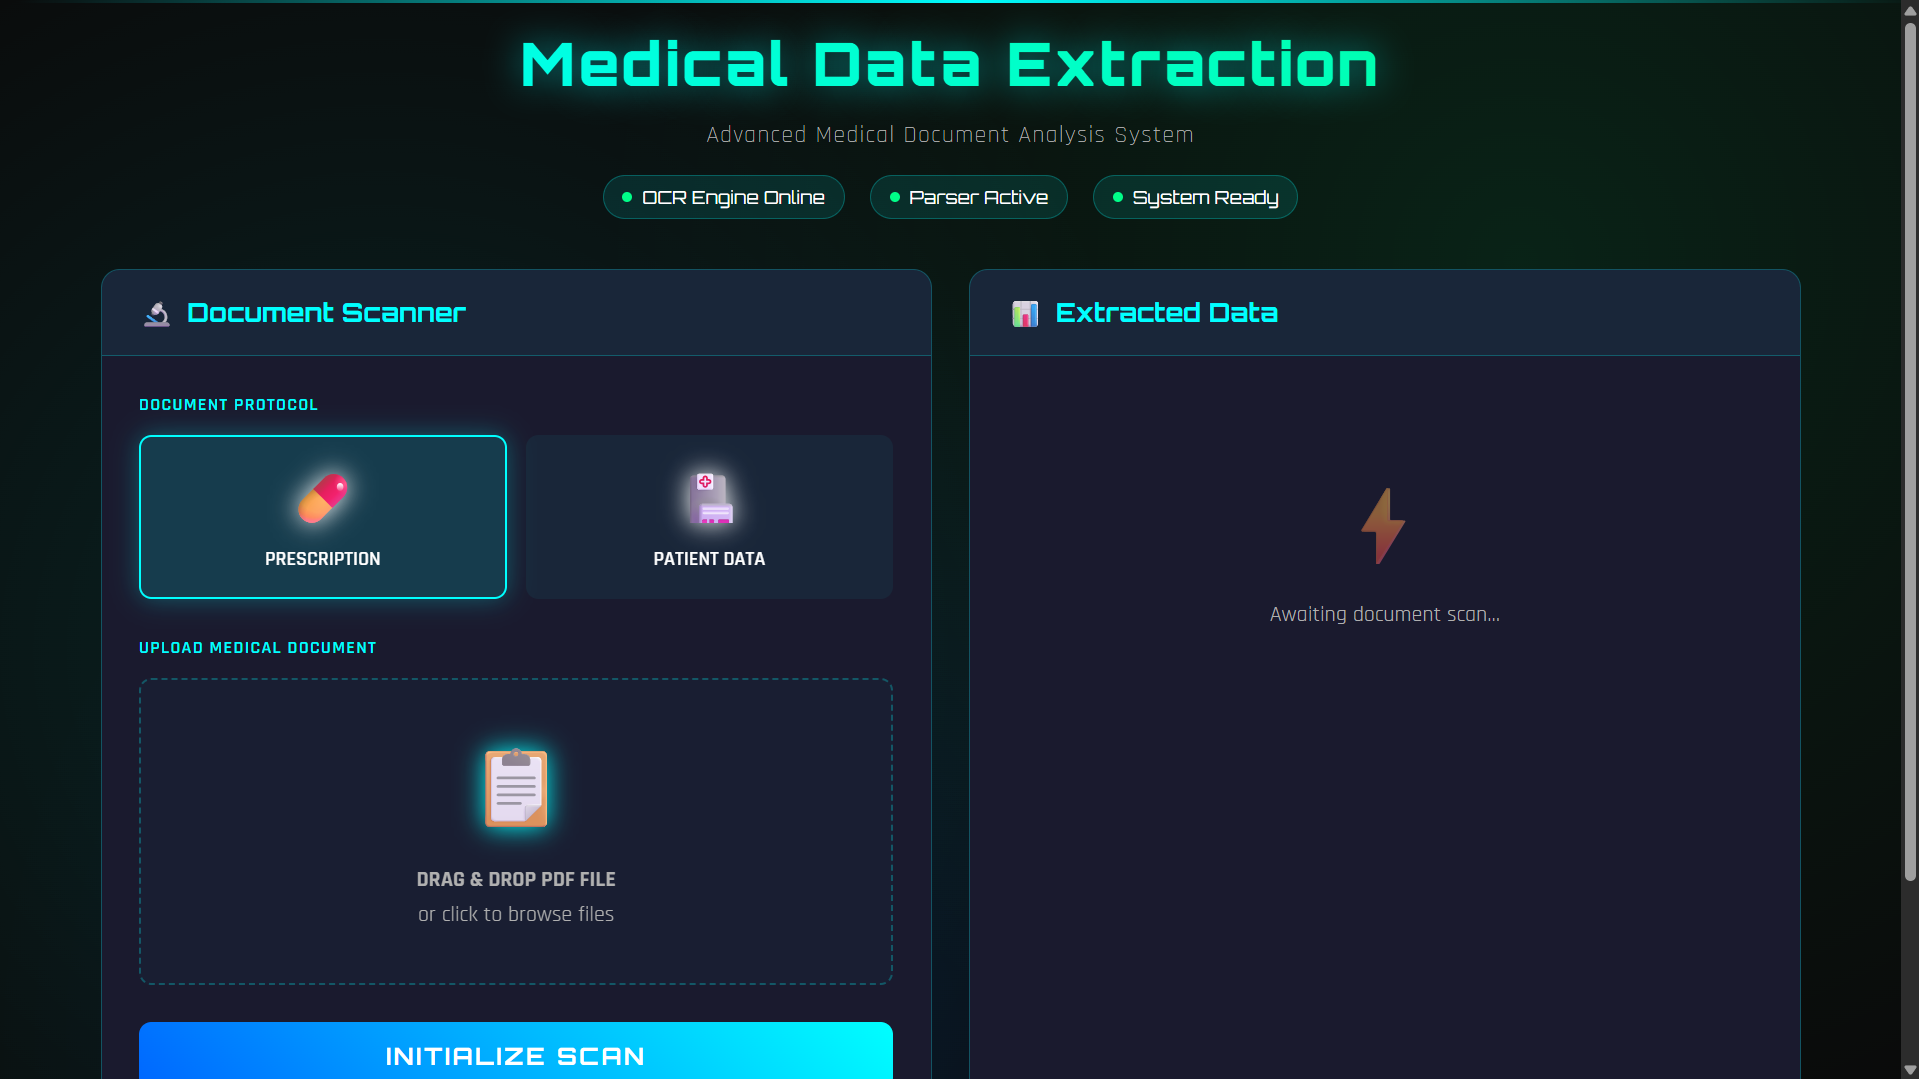 Medical Data Extraction
Advanced Medical Document Analysis System
OCR Engine Online
Parser Active
System Ready
Document Scanner
DOCUMENT PROTOCOL
PRESCRIPTION
PATIENT DATA
UPLOAD MEDICAL DOCUMENT
DRAG & DROP PDF FILE
or click to browse files
INITIALIZE SCAN
Extracted Data
Awaiting document scan...